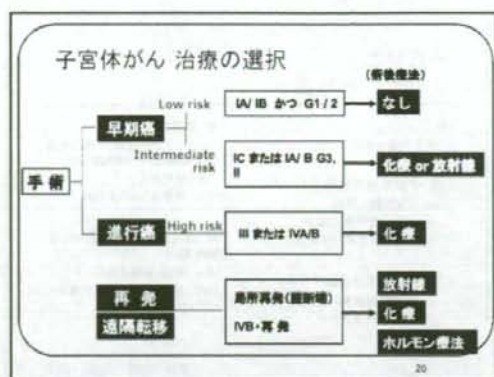 子宮体がん 治療の選択
(術後療法)
Low risk
IA/ IB かつ G1 / 2
なし
早期癌
Intermediate risk
IC または IA/ B G3,
II
化療 or 放射線
手 術
進行癌
High risk
III または IVA/B
化 療
再 発
遠隔転移
局所再発(腟断端)
IVB・再 発
放射線
化 療
ホルモン療法
20